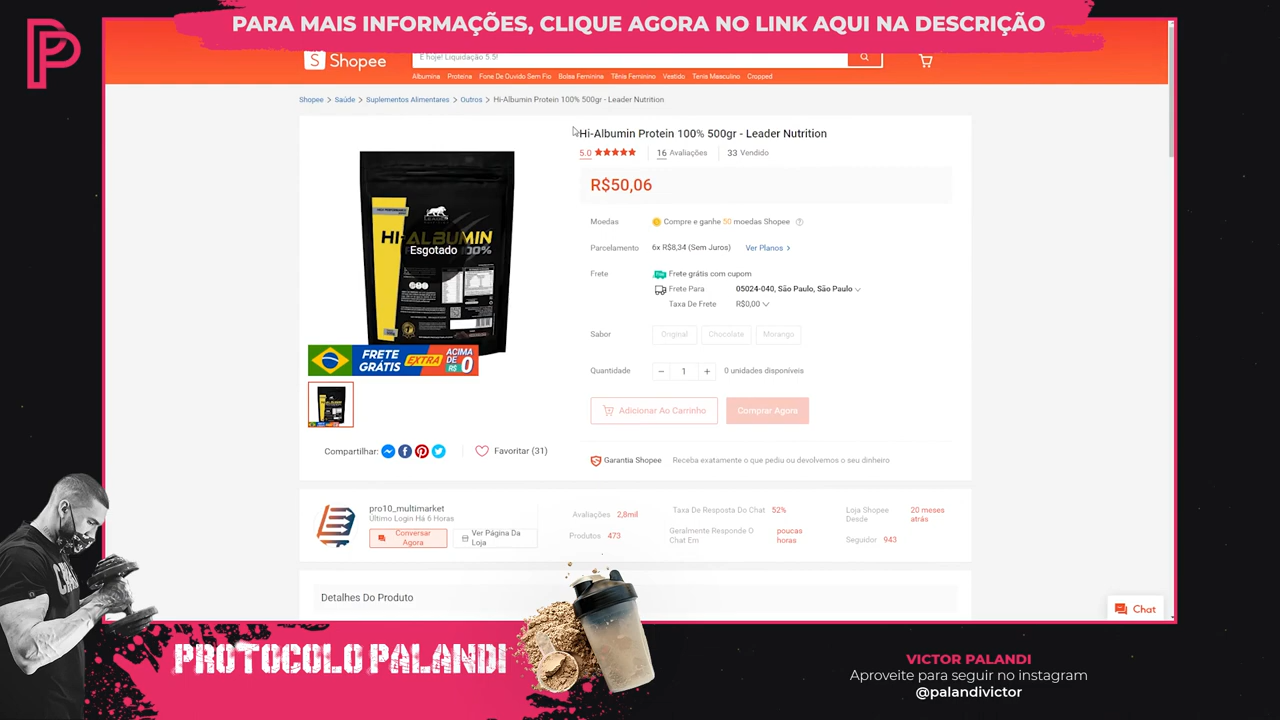 PARA MAIS INFORMAÇÕES, CLIQUE AGORA NO LINK AQUI NA DESCRIÇÃO
Shopee
É hoje! Liquidação 5.5!
Albumina Proteina Fone De Ouvido Sem Fio Bolsa Feminina Tênis Feminino Vestido Tenis Masculino Cropped
Shopee > Saúde > Suplementos Alimentares > Outros > Hi-Albumin Protein 100% 500gr - Leader Nutrition
Hi-Albumin Protein 100% 500gr - Leader Nutrition
5.0 16 Avaliações 33 Vendido
R$50,06
LEADER
HI-ALBUMIN
Esgotado 100%
Moedas Compre e ganhe 50 moedas Shopee
Parcelamento 6x R$8,34 (Sem Juros) Ver Planos >
Frete Frete grátis com cupom
Frete Para 05024-040, São Paulo, São Paulo
Taxa De Frete R$0,00
Sabor Original Chocolate Morango
FRETE GRÁTIS EXTRA ACIMA DE R$ 0
Quantidade - 1 + 0 unidades disponíveis
Adicionar Ao Carrinho Comprar Agora
Compartilhar: Favoritar (31)
Garantia Shopee Receba exatamente o que pediu ou devolvemos o seu dinheiro
pro10_multimarket
Último Login Há 6 Horas
Conversar Agora
Ver Página Da Loja
Avaliações 2,8mil
Produtos 473
Taxa De Resposta Do Chat 52%
Geralmente Responde O Chat Em poucas horas
Loja Shopee Desde 20 meses atrás
Seguidor 943
Detalhes Do Produto
Chat
PROTOCOLO PALANDI
VICTOR PALANDI
Aproveite para seguir no instagram
@palandivictor